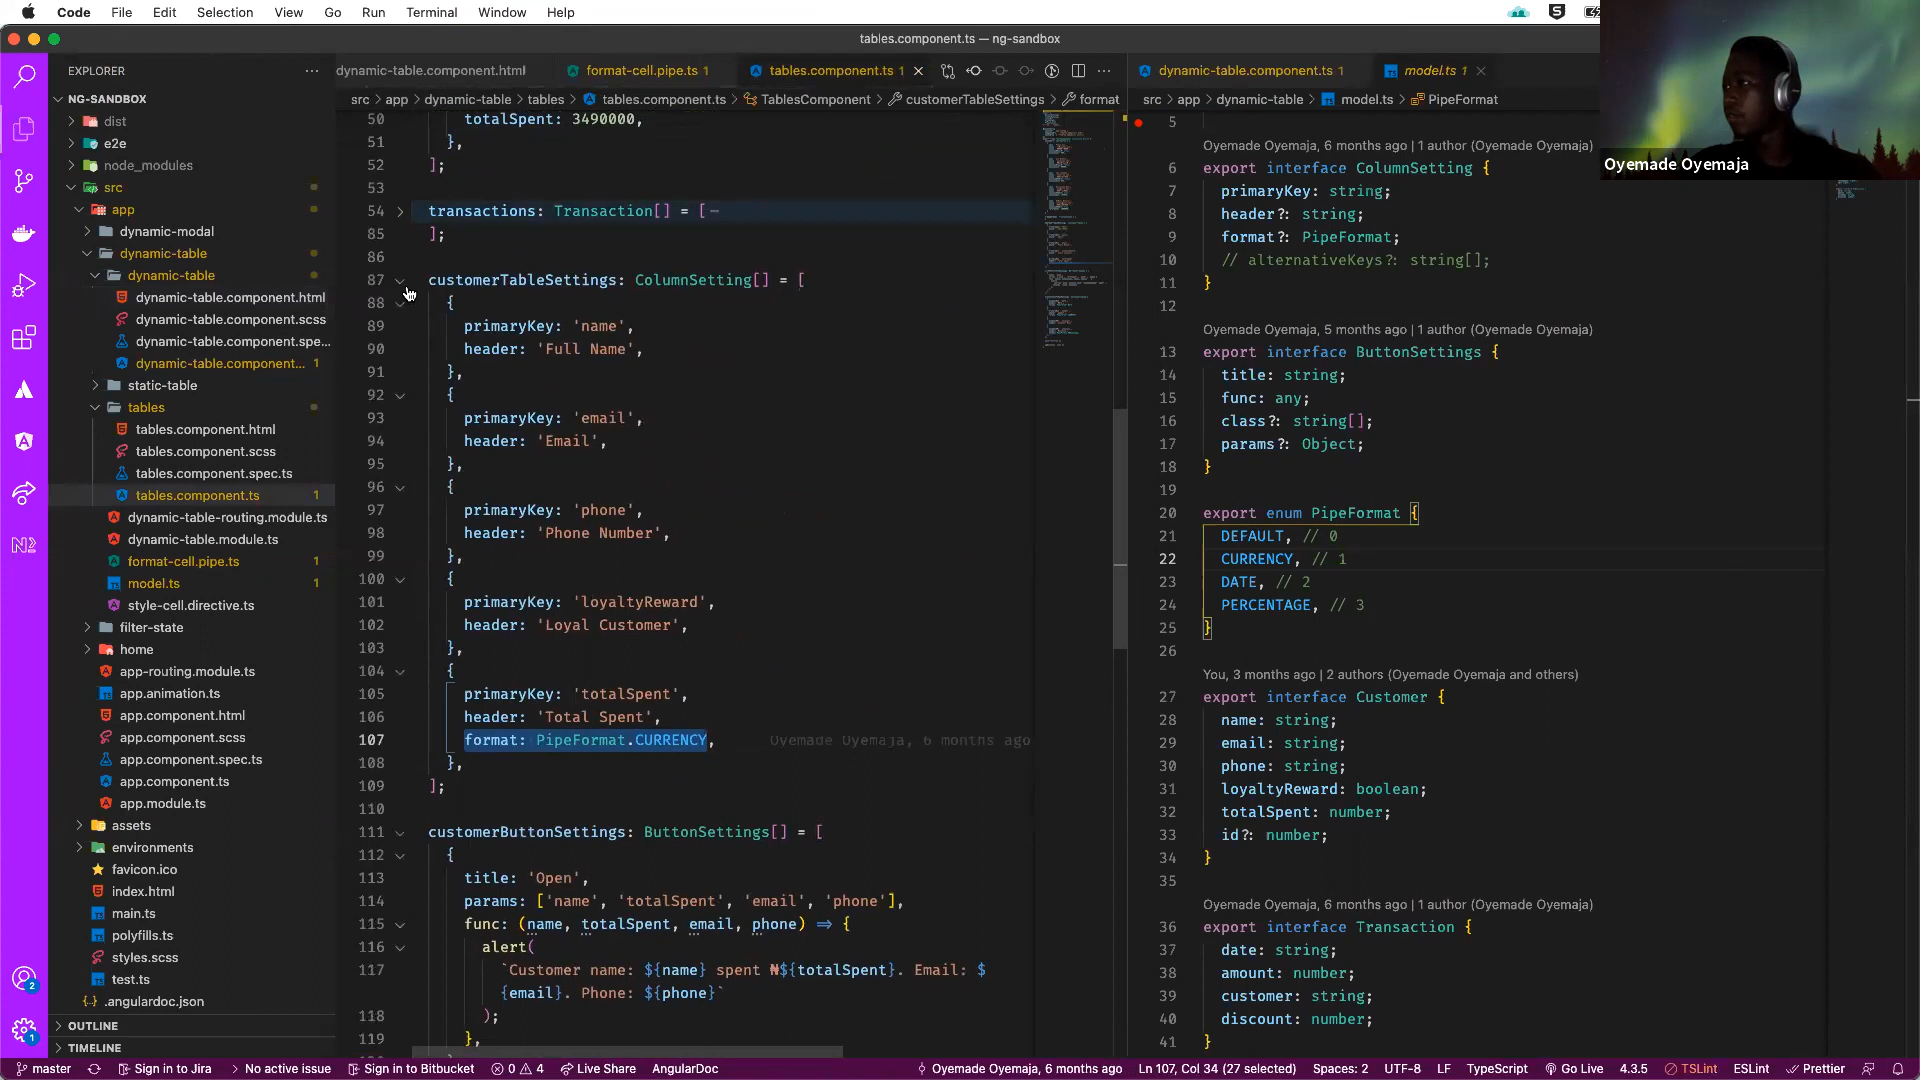 Code File Edit Selection View Go Run Terminal Window Help
tables.component.ts — ng-sandbox
EXPLORER
NG-SANDBOX
dist
e2e
node_modules
src
app
dynamic-modal
dynamic-table
dynamic-table
dynamic-table.component.html
dynamic-table.component.scss
dynamic-table.component.spe...
dynamic-table.component... 1
static-table
tables
tables.component.html
tables.component.scss
tables.component.spec.ts
tables.component.ts 1
dynamic-table-routing.module.ts
dynamic-table.module.ts
format-cell.pipe.ts 1
model.ts 1
style-cell.directive.ts
filter-state
home
app-routing.module.ts
app.animation.ts
app.component.html
app.component.scss
app.component.spec.ts
app.component.ts
app.module.ts
assets
environments
favicon.ico
index.html
main.ts
polyfills.ts
styles.scss
test.ts
.angulardoc.json
OUTLINE
TIMELINE
2
1
dynamic-table.component.html format-cell.pipe.ts 1 tables.component.ts 1
src > app > dynamic-table > tables > tables.component.ts > TablesComponent > customerTableSettings > format
50 totalSpent: 3490000,
51 },
52 ];
53
54 transactions: Transaction[] = [
85 ];
86
87 customerTableSettings: ColumnSetting[] = [
88 {
89 primaryKey: 'name',
90 header: 'Full Name',
91 },
92 {
93 primaryKey: 'email',
94 header: 'Email',
95 },
96 {
97 primaryKey: 'phone',
98 header: 'Phone Number',
99 },
100 {
101 primaryKey: 'loyaltyReward',
102 header: 'Loyal Customer',
103 },
104 {
105 primaryKey: 'totalSpent',
106 header: 'Total Spent',
107 format: PipeFormat.CURRENCY, Oyemade Oyemaja, 6 months ago
108 },
109 ];
110
111 customerButtonSettings: ButtonSettings[] = [
112 {
113 title: 'Open',
114 params: ['name', 'totalSpent', 'email', 'phone'],
115 func: (name, totalSpent, email, phone) => {
116 alert(
117 `Customer name: ${name} spent ₦${totalSpent}. Email: $
{email}. Phone: ${phone}`
118 );
119 },
dynamic-table.component.ts 1 model.ts 1
src > app > dynamic-table > model.ts > PipeFormat
5
Oyemade Oyemaja, 6 months ago | 1 author (Oyemade Oyemaja)
6 export interface ColumnSetting {
7 primaryKey: string;
8 header?: string;
9 format?: PipeFormat;
10 // alternativeKeys?: string[];
11 }
12
Oyemade Oyemaja, 5 months ago | 1 author (Oyemade Oyemaja)
13 export interface ButtonSettings {
14 title: string;
15 func: any;
16 class?: string[];
17 params?: Object;
18 }
19
20 export enum PipeFormat {
21 DEFAULT, // 0
22 CURRENCY, // 1
23 DATE, // 2
24 PERCENTAGE, // 3
25 }
26
You, 3 months ago | 2 authors (Oyemade Oyemaja and others)
27 export interface Customer {
28 name: string;
29 email: string;
30 phone: string;
31 loyaltyReward: boolean;
32 totalSpent: number;
33 id?: number;
34 }
35
Oyemade Oyemaja, 6 months ago | 1 author (Oyemade Oyemaja)
36 export interface Transaction {
37 date: string;
38 amount: number;
39 customer: string;
40 discount: number;
41 }
Oyemade Oyemaja
master Sign in to Jira No active issue Sign in to Bitbucket 0 4 Live Share AngularDoc Oyemade Oyemaja, 6 months ago Ln 107, Col 34 (27 selected) Spaces: 2 UTF-8 LF TypeScript Go Live 4.3.5 TSLint ESLint Prettier